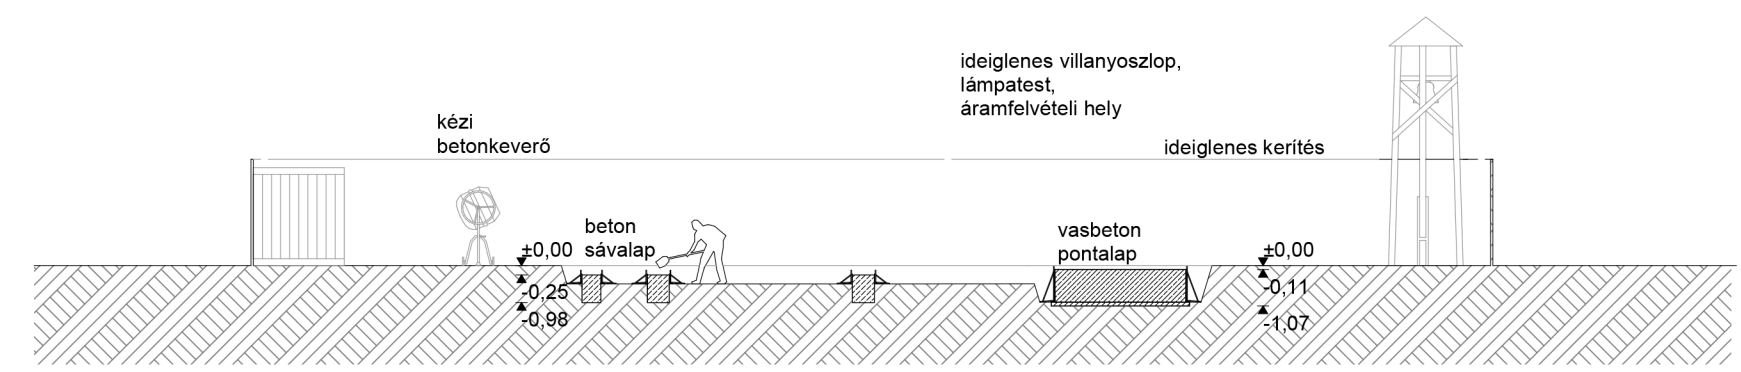 ideiglenes villanyoszlop,
lámpatest,
áramfelvételi hely
kézi
betonkeverő
ideiglenes kerítés
beton
sávalap
±0,00
-0,25
-0,98
vasbeton
pontalap
±0,00
-0,11
-1,07